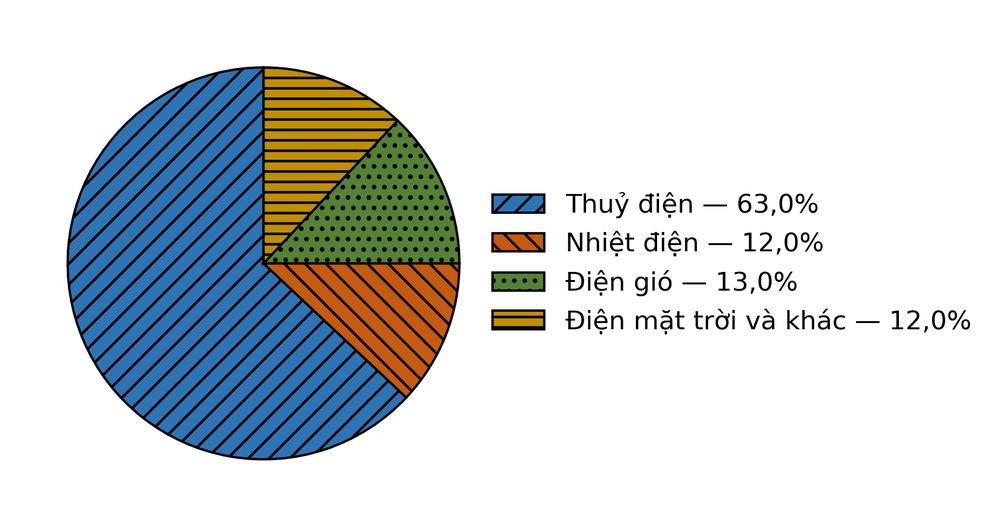 Thuỷ điện — 63,0%
Nhiệt điện — 12,0%
Điện gió — 13,0%
Điện mặt trời và khác — 12,0%